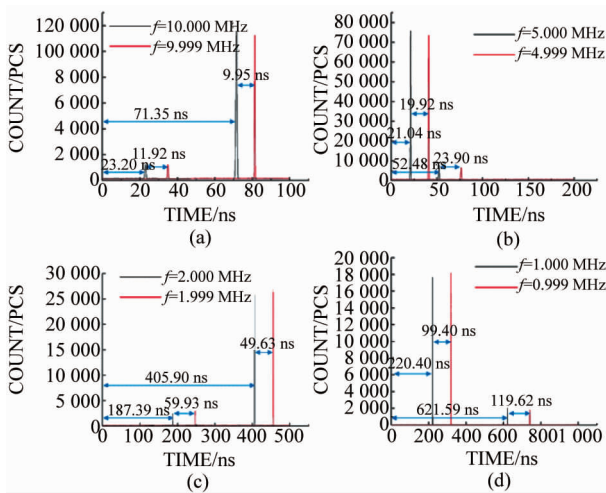 f=10.000 MHz
f=9.999 MHz
120 000
100 000
8 000
6 000
4 000
2 000
0
COUNT/PCS
9.95 ns
71.35 ns
11.92 ns
23.20 ns
0 20 40 60 80 100
TIME/ns
(a)
f=5.000 MHz
f=4.999 MHz
80 000
70 000
60 000
50 000
40 000
30 000
20 000
10 000
0
COUNT/PCS
19.92 ns
21.04 ns
52.48 ns
23.90 ns
0 50 100 150 200
TIME/ns
(b)
f=2.000 MHz
f=1.999 MHz
30 000
25 000
20 000
15 000
10 000
5 000
0
COUNT/PCS
49.63 ns
405.90 ns
59.93 ns
187.39 ns
0 100 200 300 400 500
TIME/ns
(c)
f=1.000 MHz
f=0.999 MHz
20 000
18 000
16 000
14 000
12 000
10 000
8 000
6 000
4 000
2 000
0
COUNT/PCS
99.40 ns
220.40 ns
119.62 ns
621.59 ns
0 200 400 600 8001 000
TIME/ns
(d)